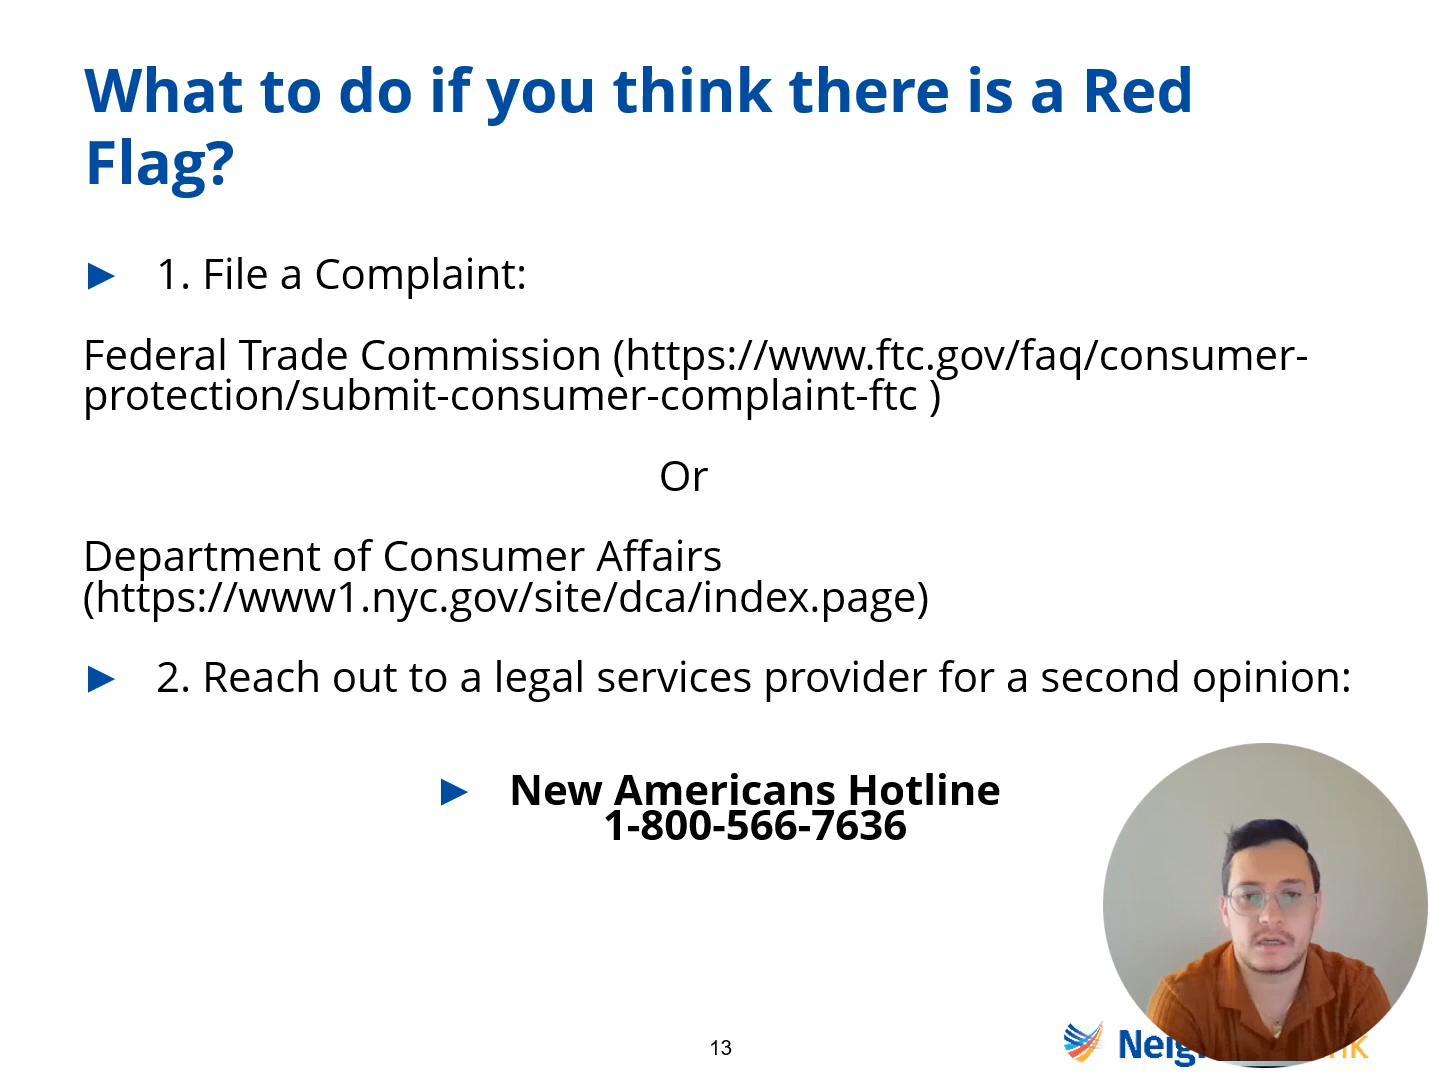 What to do if you think there is a Red
Flag?
► 1. File a Complaint:
Federal Trade Commission (https://www.ftc.gov/faq/consumer-
protection/submit-consumer-complaint-ftc )
Or
Department of Consumer Affairs
(https://www1.nyc.gov/site/dca/index.page)
► 2. Reach out to a legal services provider for a second opinion:
► New Americans Hotline
1-800-566-7636
13